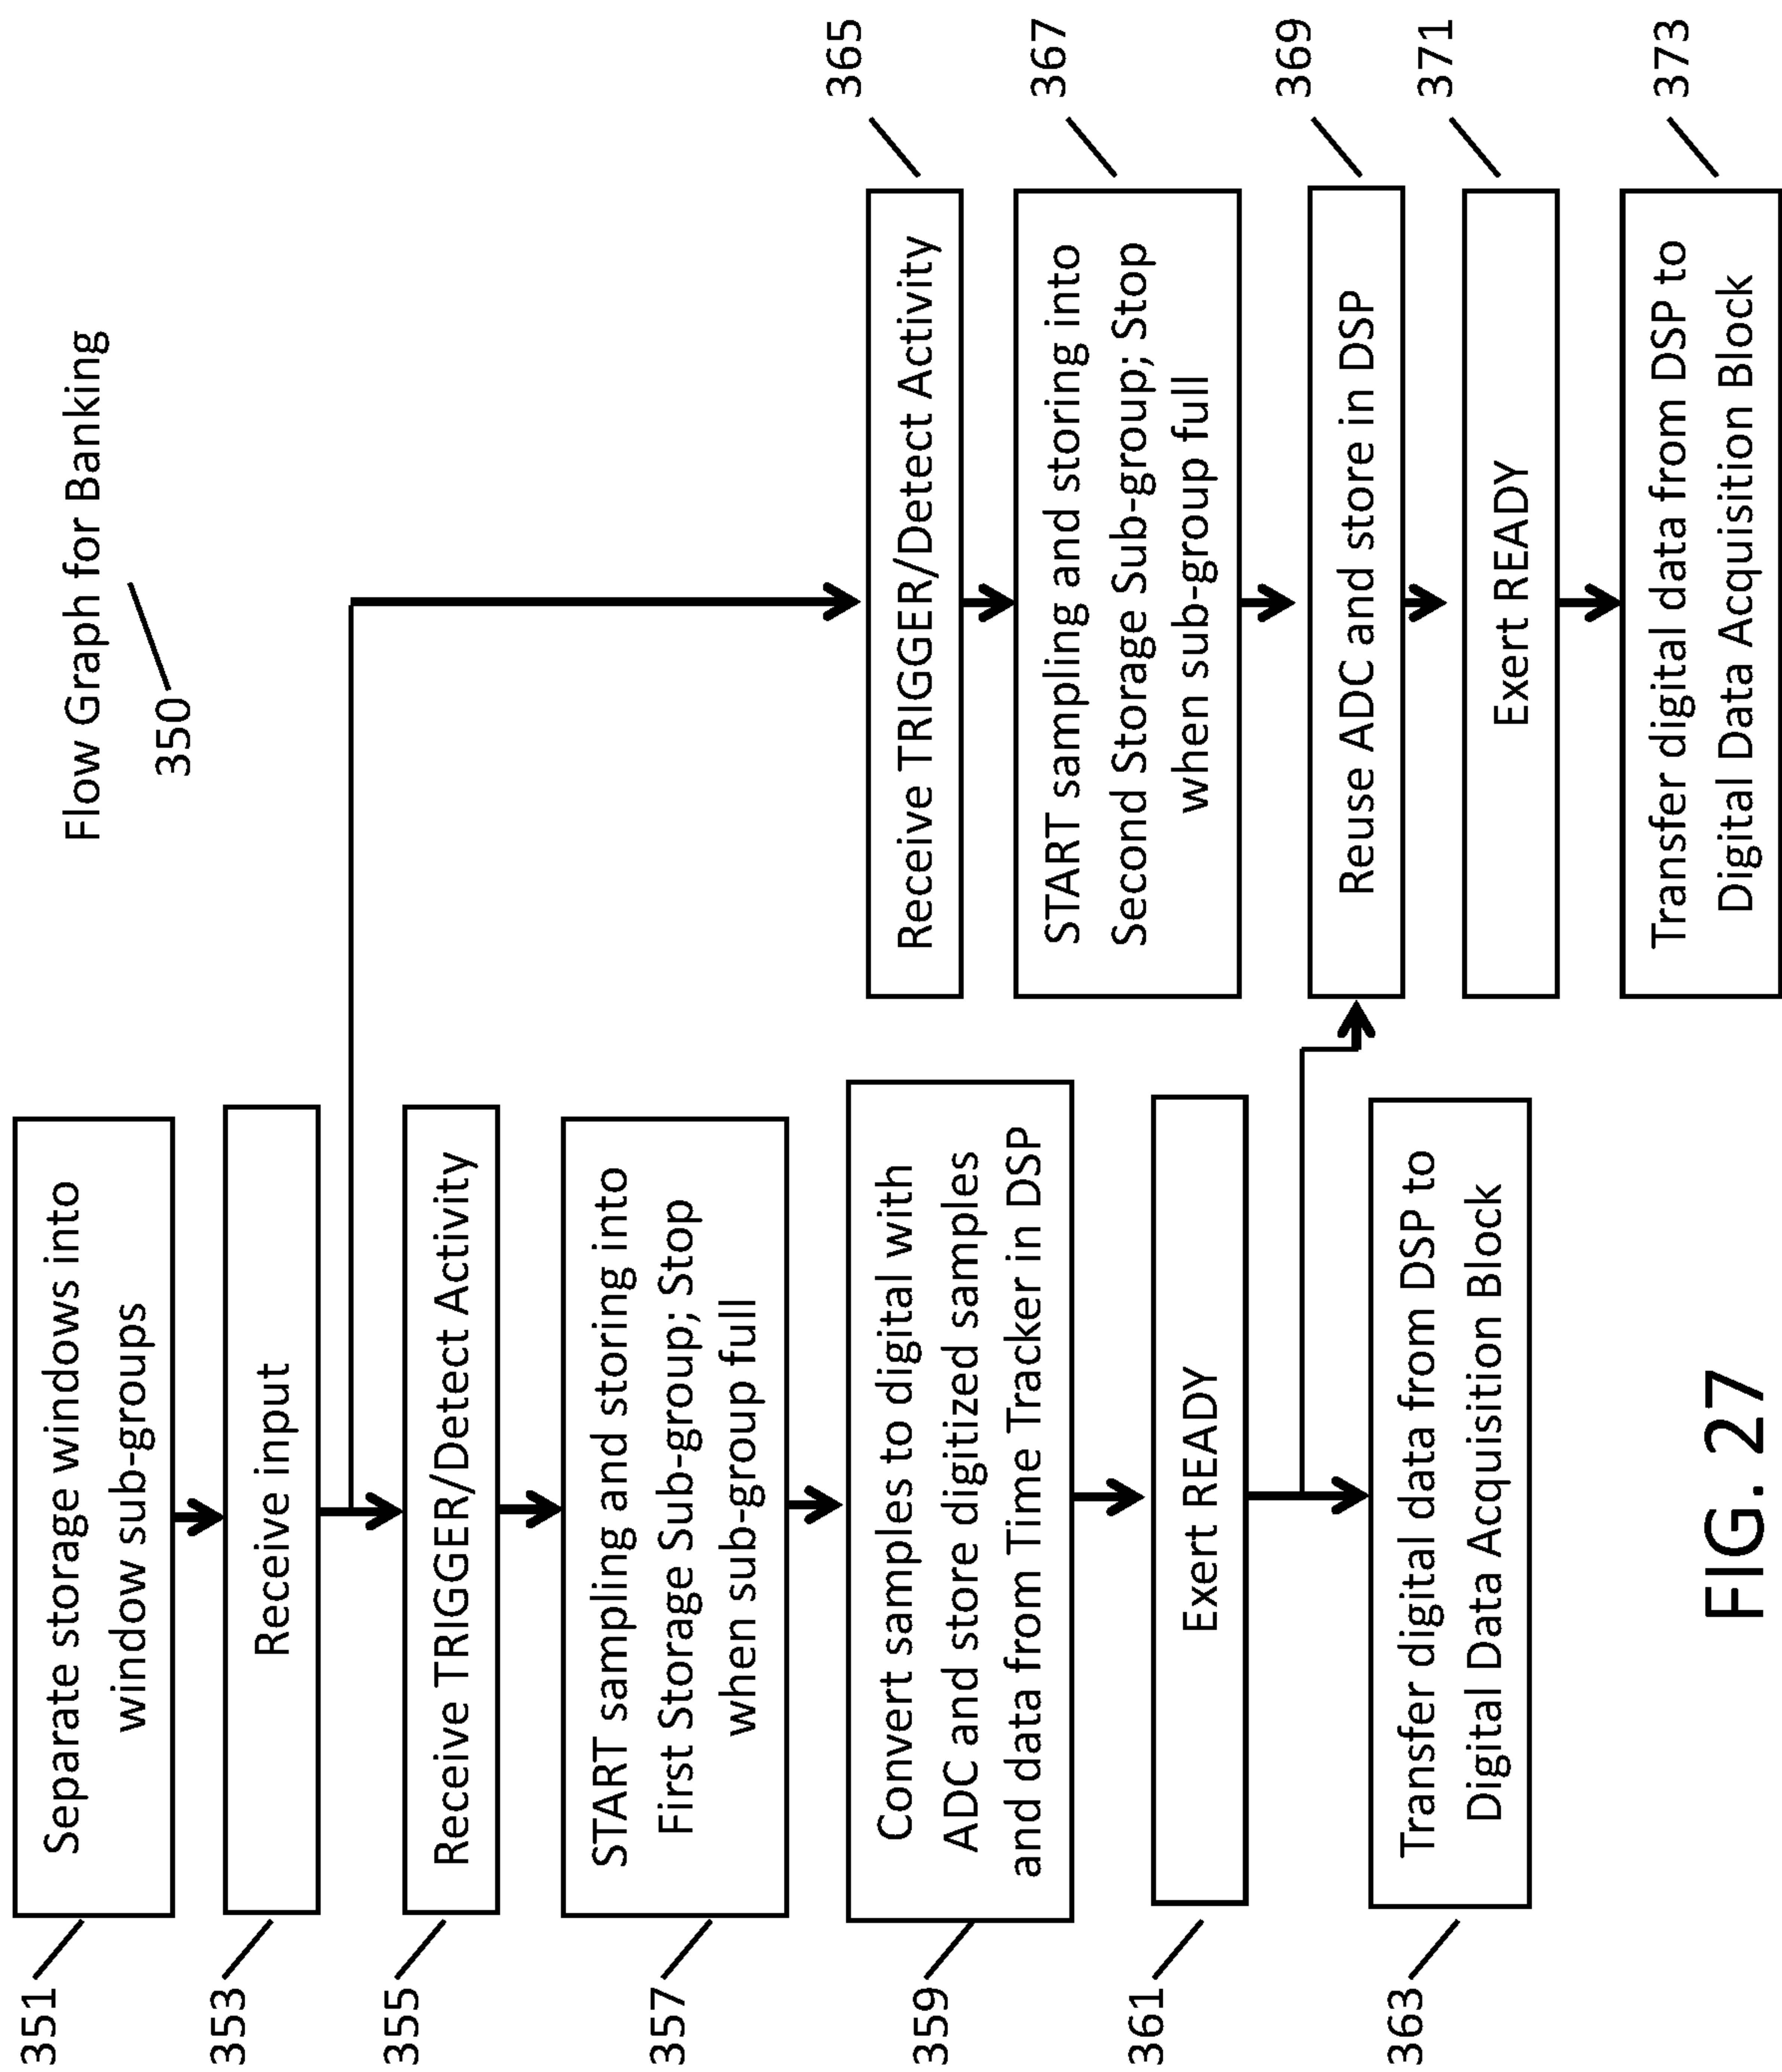 Flow Graph for Banking
350
351
Separate storage windows into
window sub-groups
353
Receive input
355
Receive TRIGGER/Detect Activity
357
START sampling and storing into
First Storage Sub-group; Stop
when sub-group full
359
Convert samples to digital with
ADC and store digitized samples
and data from Time Tracker in DSP
361
Exert READY
363
Transfer digital data from DSP to
Digital Data Acquisition Block
365
Receive TRIGGER/Detect Activity
367
START sampling and storing into
Second Storage Sub-group; Stop
when sub-group full
369
Reuse ADC and store in DSP
371
Exert READY
373
Transfer digital data from DSP to
Digital Data Acquisition Block
FIG. 27